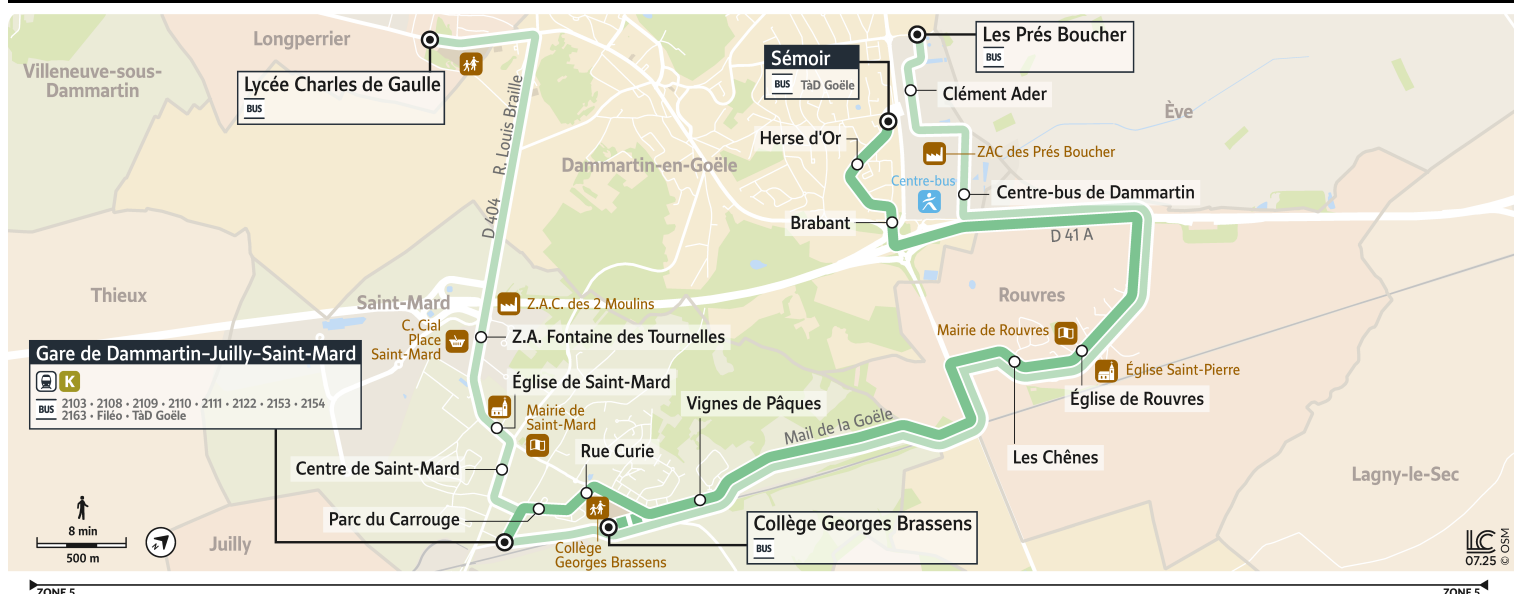 Longperrier
Villeneuve-sous-
Dammartin
Lycée Charles de Gaulle
BUS
R. Louis Braille
D 404
Sémoir
BUS TàD Goële
Les Prés Boucher
BUS
Clément Ader
Ève
Herse d'Or
ZAC des Prés Boucher
Dammartin-en-Goële
Centre-bus
Centre-bus de Dammartin
Brabant
D 41 A
Thieux
Saint-Mard
Z.A.C. des 2 Moulins
Rouvres
C. Cial
Place
Saint-Mard
Z.A. Fontaine des Tournelles
Mairie de Rouvres
Gare de Dammartin-Juilly-Saint-Mard
K
BUS 2103 • 2108 • 2109 • 2110 • 2111 • 2122 • 2153 • 2154
2163 • Filéo • TàD Goële
Église Saint-Pierre
Église de Saint-Mard
Église de Rouvres
Mairie de
Saint-Mard
Vignes de Pâques
Mail de la Goële
Rue Curie
Les Chênes
Centre de Saint-Mard
Lagny-le-Sec
Parc du Carrouge
Collège Georges Brassens
BUS
8 min
500 m
Juilly
Collège
Georges Brassens
LC
07.25
© OSM
ZONE 5
ZONE 5